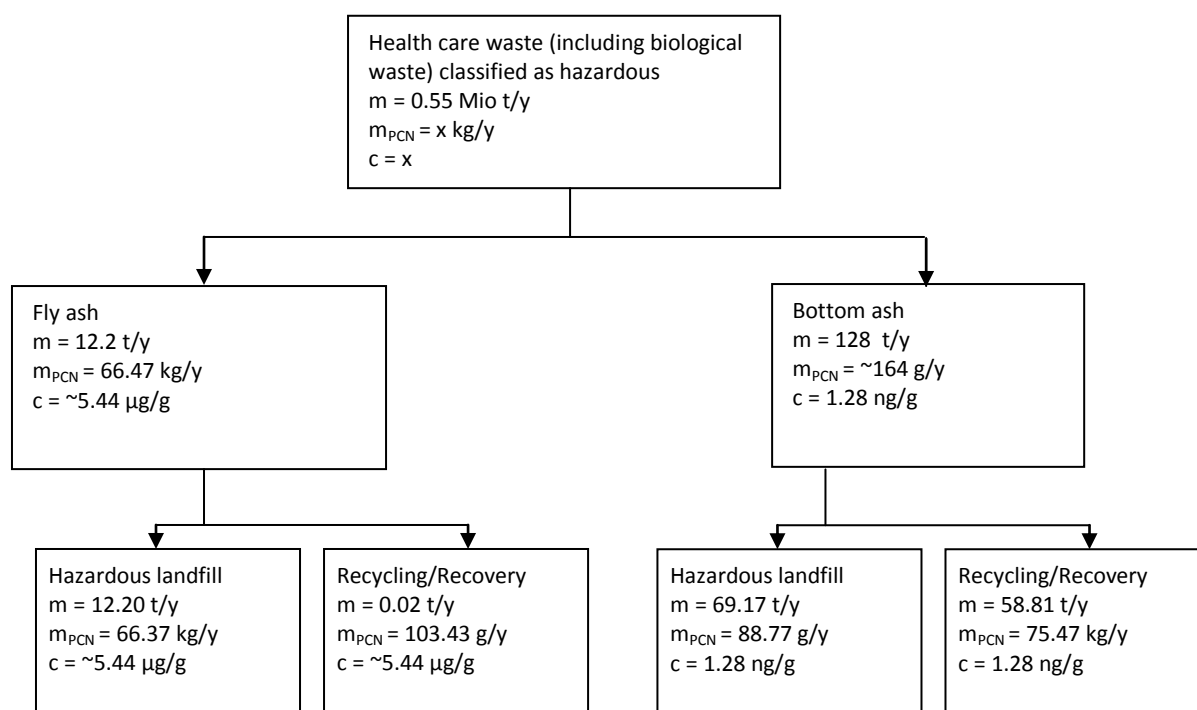 Health care waste (including biological
waste) classified as hazardous
m = 0.55 Mio t/y
mPCN = x kg/y
c = x
Fly ash
m = 12.2 t/y
mPCN = 66.47 kg/y
c = ~5.44 µg/g
Bottom ash
m = 128 t/y
mPCN = ~164 g/y
c = 1.28 ng/g
Hazardous landfill
m = 12.20 t/y
mPCN = 66.37 kg/y
c = ~5.44 µg/g
Recycling/Recovery
m = 0.02 t/y
mPCN = 103.43 g/y
c = ~5.44 µg/g
Hazardous landfill
m = 69.17 t/y
mPCN = 88.77 g/y
c = 1.28 ng/g
Recycling/Recovery
m = 58.81 t/y
mPCN = 75.47 kg/y
c = 1.28 ng/g